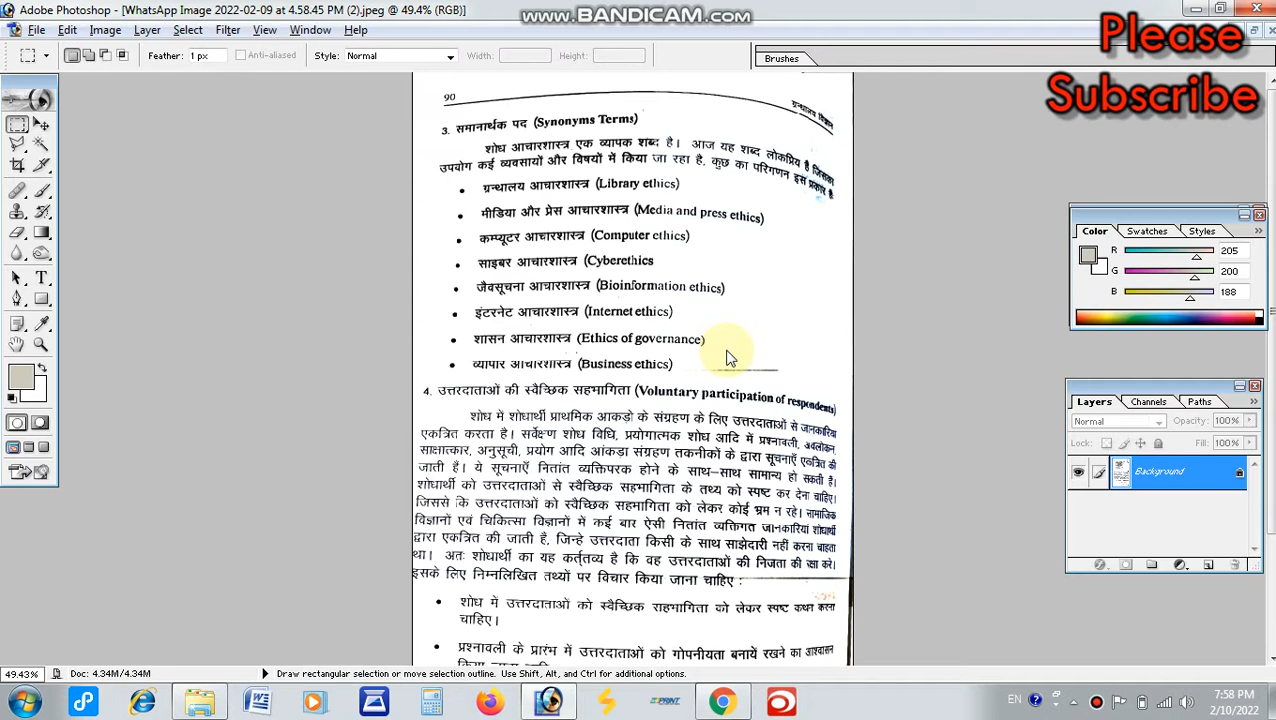 Adobe Photoshop - [WhatsApp Image 2022-02-09 at 4.58.45 PM (2).jpeg @ 49.4% (RGB)]
www.BANDICAM.com
File Edit Image Layer Select Filter View Window Help
Please
Subscribe
Feather: 1 px Anti-aliased Style: Normal Width: Height:
Brushes
90
ग्रन्थालय विज्ञान
3. समानार्थक पद (Synonyms Terms)
शोध आचारशास्त्र एक व्यापक शब्द है। आज यह शब्द लोकप्रिय है जिसका
उपयोग कई व्यवसायों और विषयों में किया जा रहा है, कुछ का परिगणन इस प्रकार है
• ग्रन्थालय आचारशास्त्र (Library ethics)
• मीडिया और प्रेस आचारशास्त्र (Media and press ethics)
• कम्प्यूटर आचारशास्त्र (Computer ethics)
• साइबर आचारशास्त्र (Cyberethics
• जैवसूचना आचारशास्त्र (Bioinformation ethics)
• इंटरनेट आचारशास्त्र (Internet ethics)
• शासन आचारशास्त्र (Ethics of governance)
• व्यापार आचारशास्त्र (Business ethics)
4. उत्तरदाताओं की स्वैच्छिक सहभागिता (Voluntary participation of respondents)
शोध में शोधार्थी प्राथमिक आकड़ो के संग्रहण के लिए उत्तरदाताओं से जानकारिया
एकत्रित करता है। सर्वेक्षण शोध विधि, प्रयोगात्मक शोध आदि में प्रश्नावली, अवलोकन,
साक्षात्कार, अनुसूची, प्रयोग आदि आंकड़ा संग्रहण तकनीकों के द्वारा सूचनाएँ एकत्रित की
जाती हैं। ये सूचनाएँ नितांत व्यक्तिपरक होने के साथ-साथ सामान्य हो सकती हैं।
शोधार्थी को उत्तरदाताओं से स्वैच्छिक सहभागिता के तथ्य को स्पष्ट कर देना चाहिए।
जिससे कि उत्तरदाताओं को स्वैच्छिक सहभागिता को लेकर कोई भ्रम न रहे। सामाजिक
विज्ञानों एवं चिकित्सा विज्ञानों में कई बार ऐसी नितांत व्यक्तिगत जानकारियां शोधार्थी
द्वारा एकत्रित की जाती है, जिन्हे उत्तरदाता किसी के साथ साझेदारी नहीं करना चाहता
था। अतः शोधार्थी का यह कर्तृतव्य है कि वह उत्तरदाताओं की निजता की रक्षा करे।
इसके लिए निम्नलिखित तथ्यों पर विचार किया जाना चाहिए :
• शोध में उत्तरदाताओं को स्वैच्छिक सहभागिता को लेकर स्पष्ट कथन करना
चाहिए।
• प्रश्नावली के प्रारंभ में उत्तरदाताओं को गोपनीयता बनायें रखने का आश्वासन
Color Swatches Styles
R 205
G 200
B 188
Layers Channels Paths
Normal Opacity: 100%
Lock: Fill: 100%
Background
49.43% Doc: 4.34M/4.34M Draw rectangular selection or move selection outline. Use Shift, Alt, and Ctrl for additional options.
EN
7:58 PM
2/10/2022